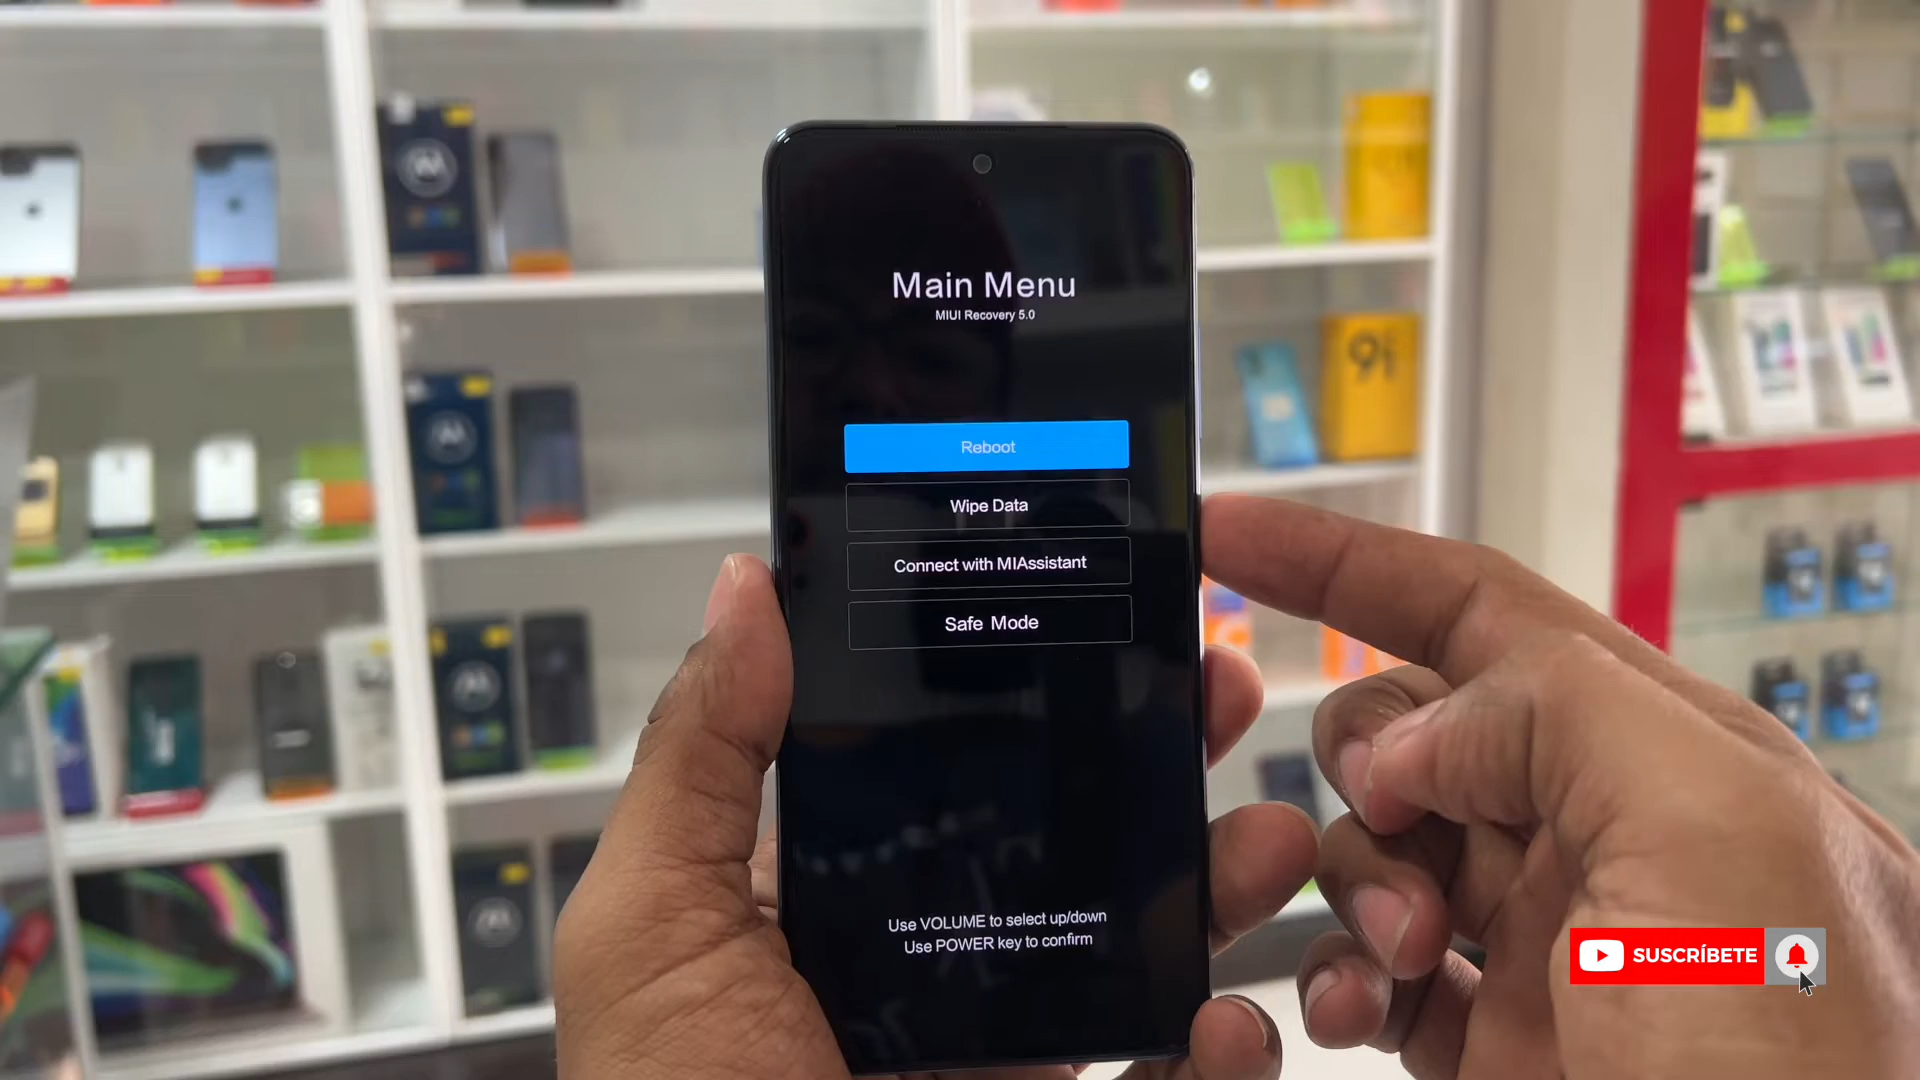 Main Menu
MIUI Recovery 5.0
9i
Reboot
Wipe Data
Connect with MIAssistant
Safe Mode
Use VOLUME to select up/down
Use POWER key to confirm
SUSCRÍBETE